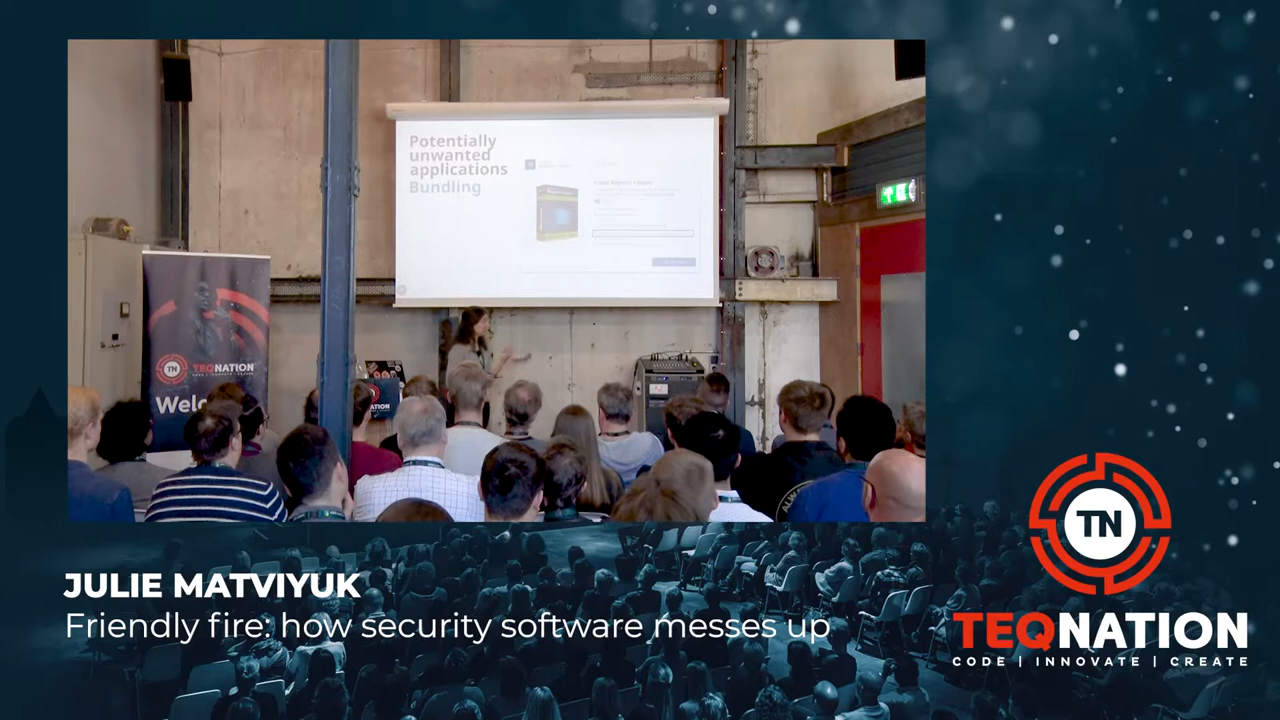 Potentially
unwanted
applications
Bundling
TN
TEQNATION
Welc
JULIE MATVIYUK
Friendly fire: how security software messes up
TN
TEQNATION
CODE | INNOVATE | CREATE